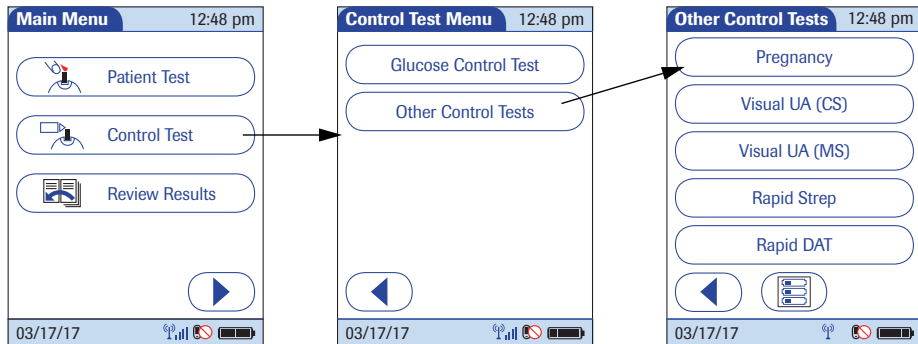 Main Menu 12:48 pm
Patient Test
Control Test
Review Results
03/17/17
Control Test Menu 12:48 pm
Glucose Control Test
Other Control Tests
03/17/17
Other Control Tests 12:48 pm
Pregnancy
Visual UA (CS)
Visual UA (MS)
Rapid Strep
Rapid DAT
03/17/17